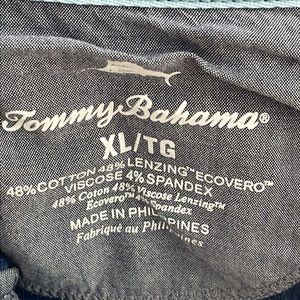 Tommy Bahama®
XL/TG
48% COTTON 48% LENZING™ ECOVERO™
VISCOSE 4% SPANDEX
48% Coton 48% Viscose Lenzing™
Ecovero™ 4% Spandex
MADE IN PHILIPPINES
Fabriqué au Philippines